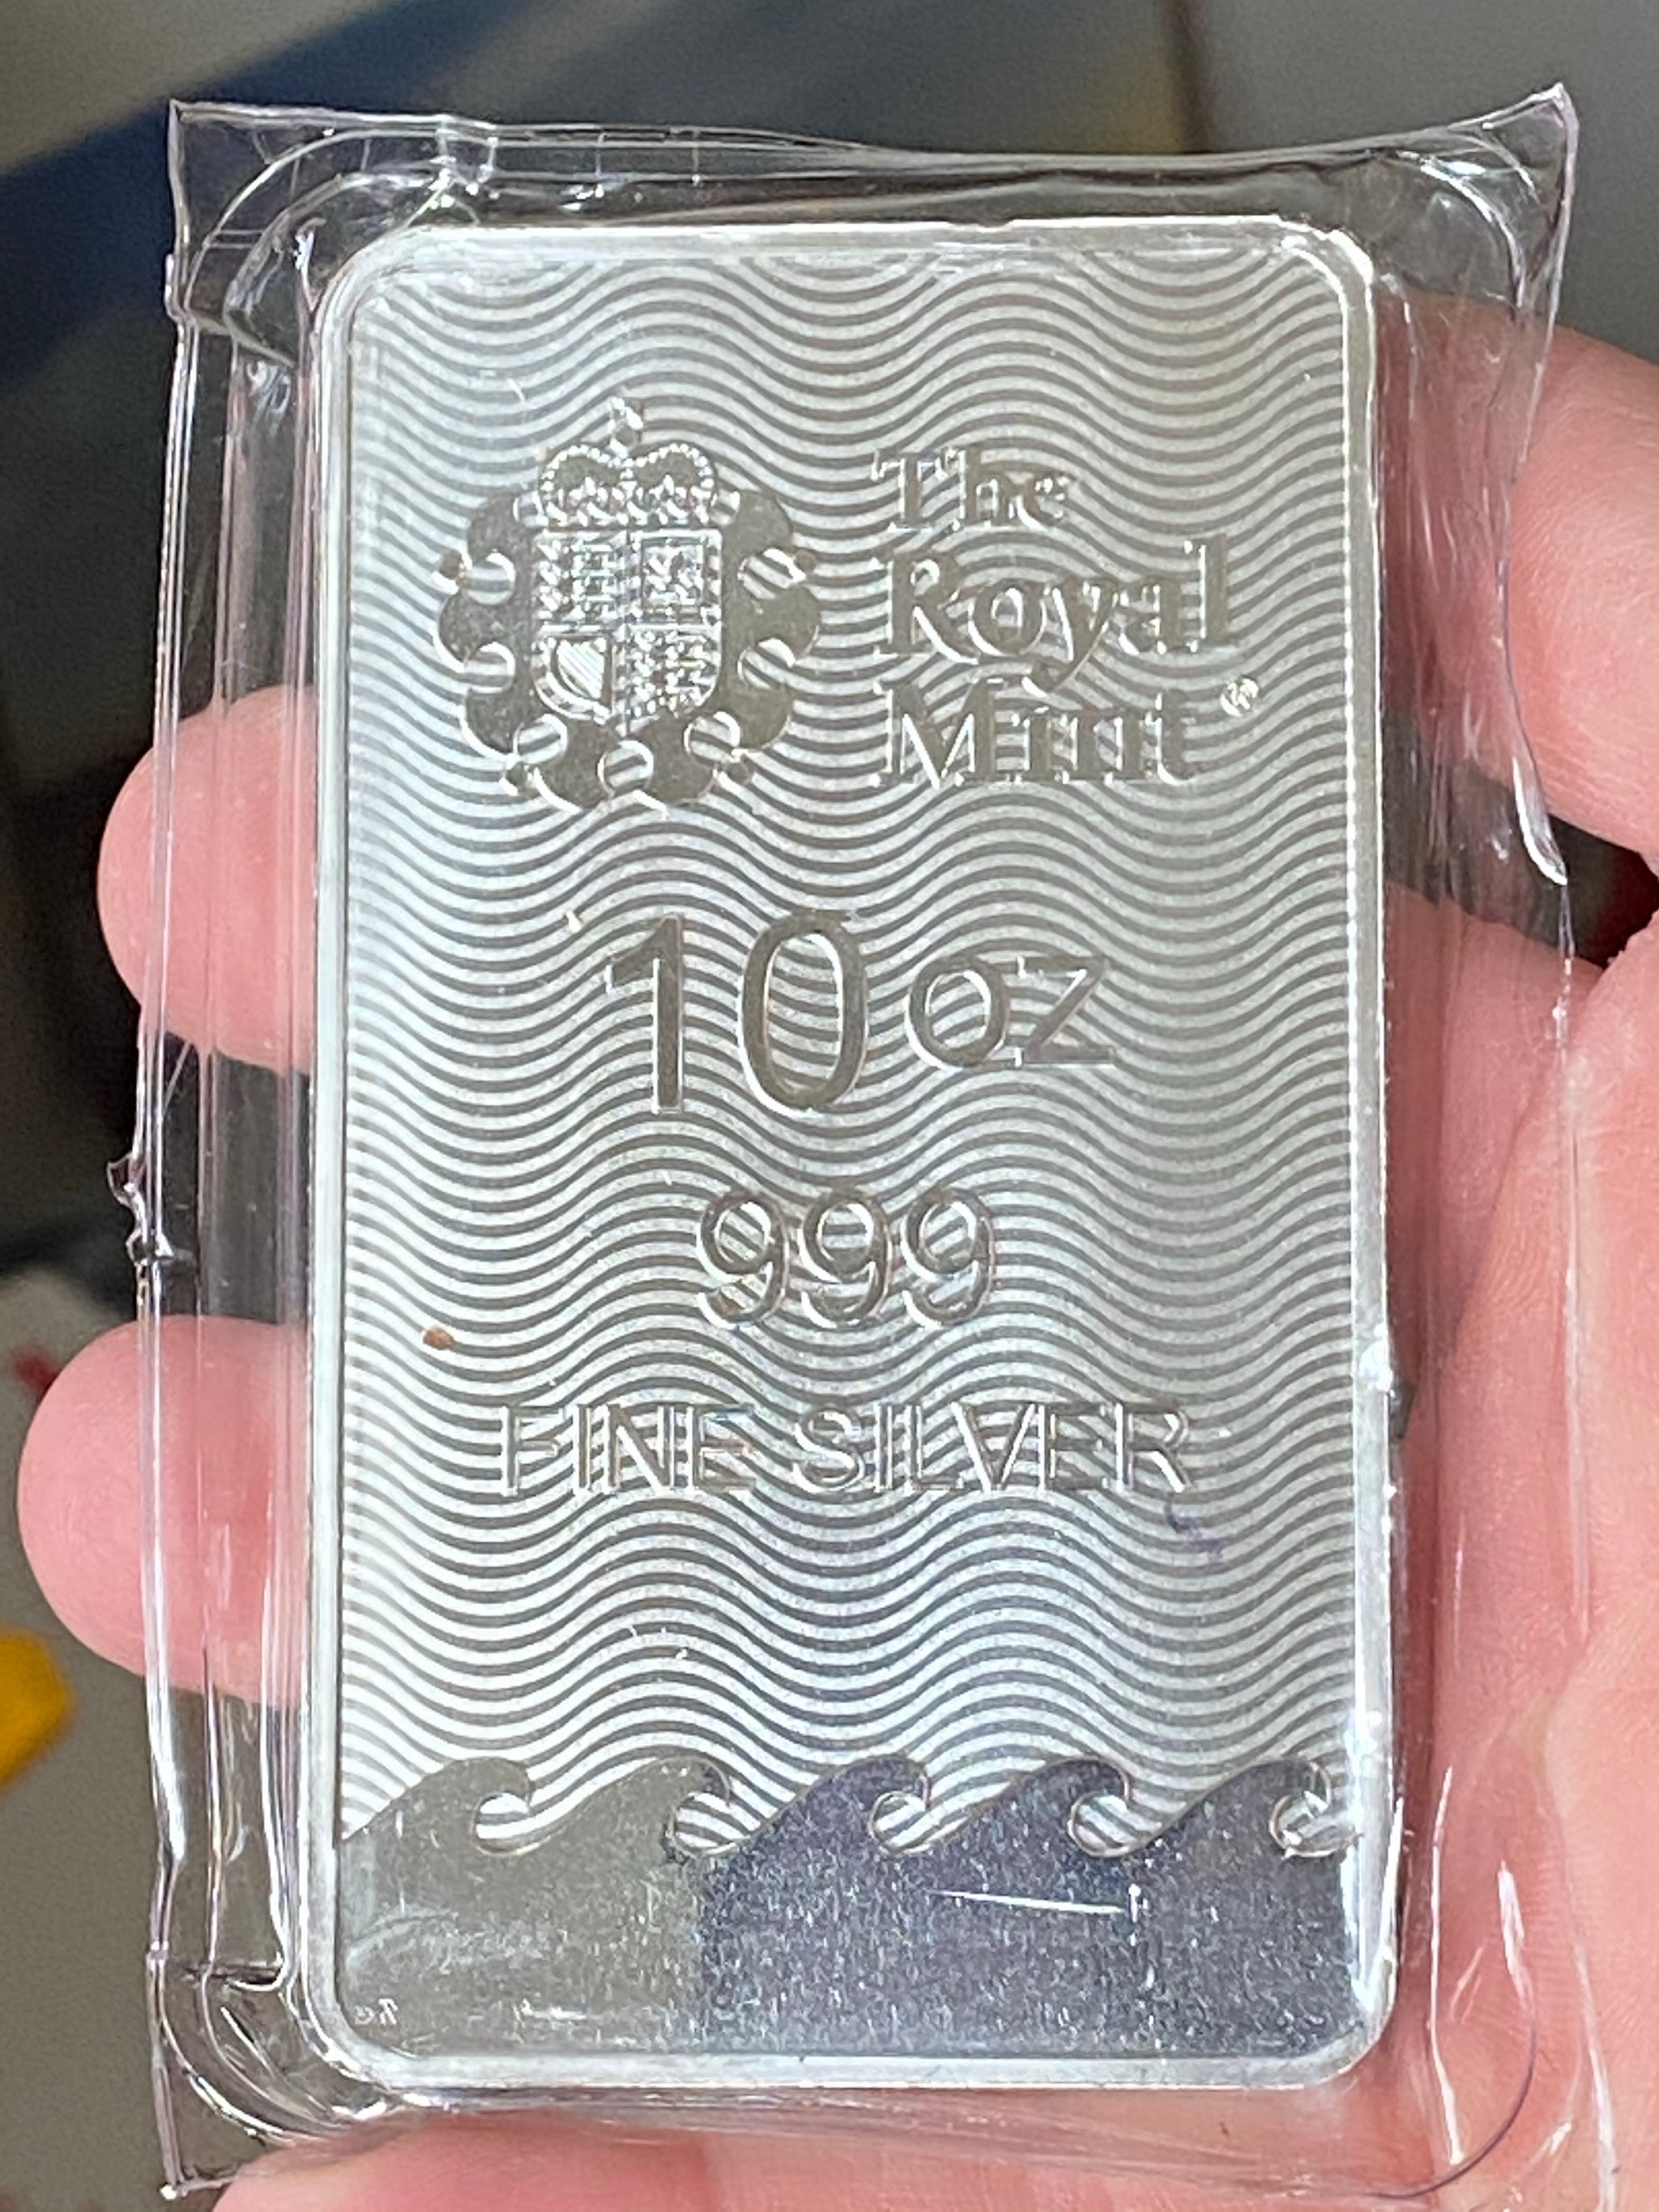 The
Royal
Mint®
10 oz
999
FINE SILVER